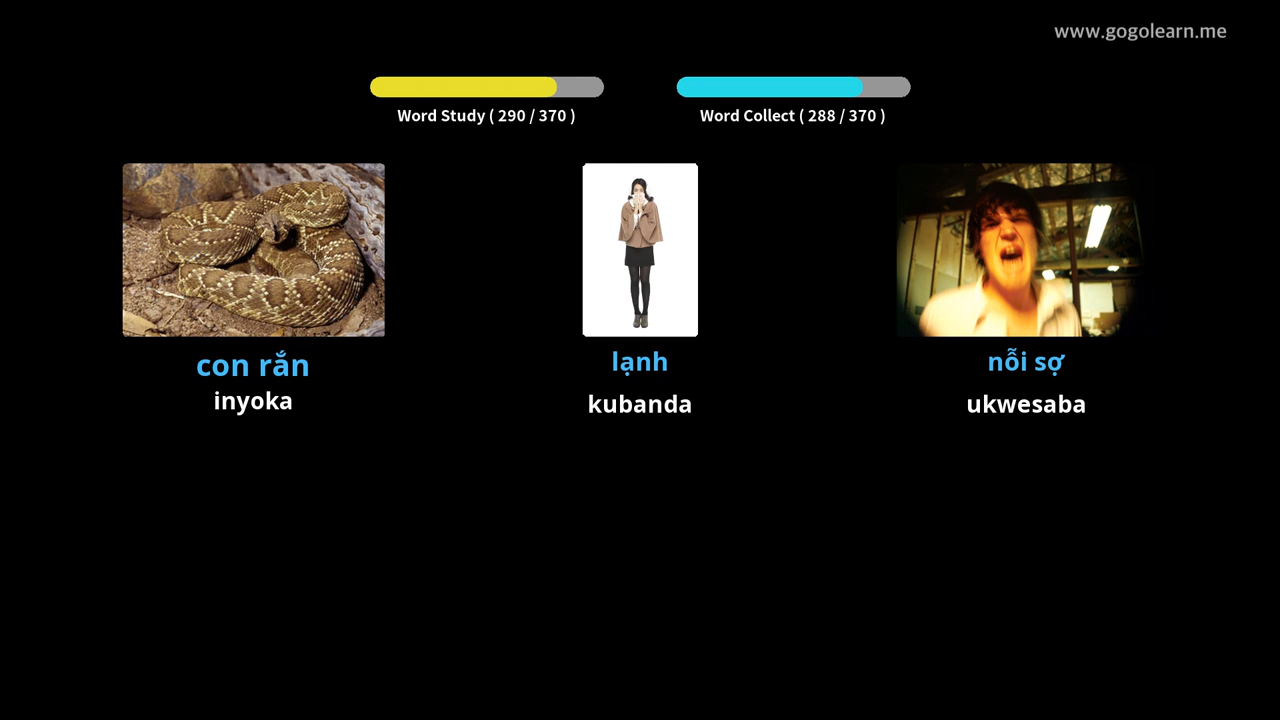 www.gogolearn.me
Word Study ( 290 / 370 )
Word Collect ( 288 / 370 )
con rắn
inyoka
lạnh
kubanda
nỗi sợ
ukwesaba